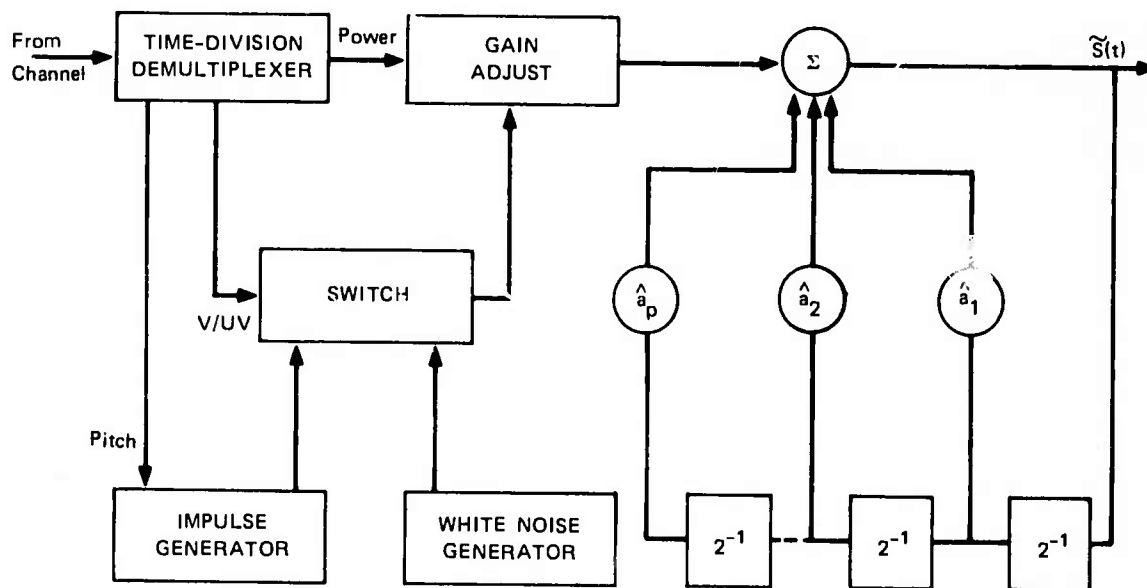 From
Channel
TIME-DIVISION
DEMULTIPLEXER
Power
GAIN
ADJUST
Σ
S̃(t)
SWITCH
V/UV
â_p
â_2
â_1
Pitch
IMPULSE
GENERATOR
WHITE NOISE
GENERATOR
2⁻¹
2⁻¹
2⁻¹